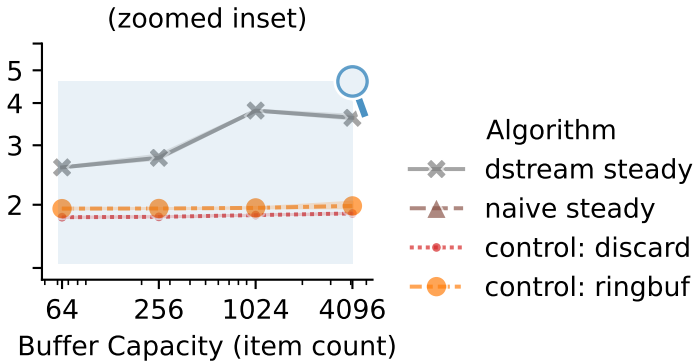 (zoomed inset)
5
4
3
2
64 256 1024 4096
Buffer Capacity (item count)
Algorithm
dstream steady
naive steady
control: discard
control: ringbuf